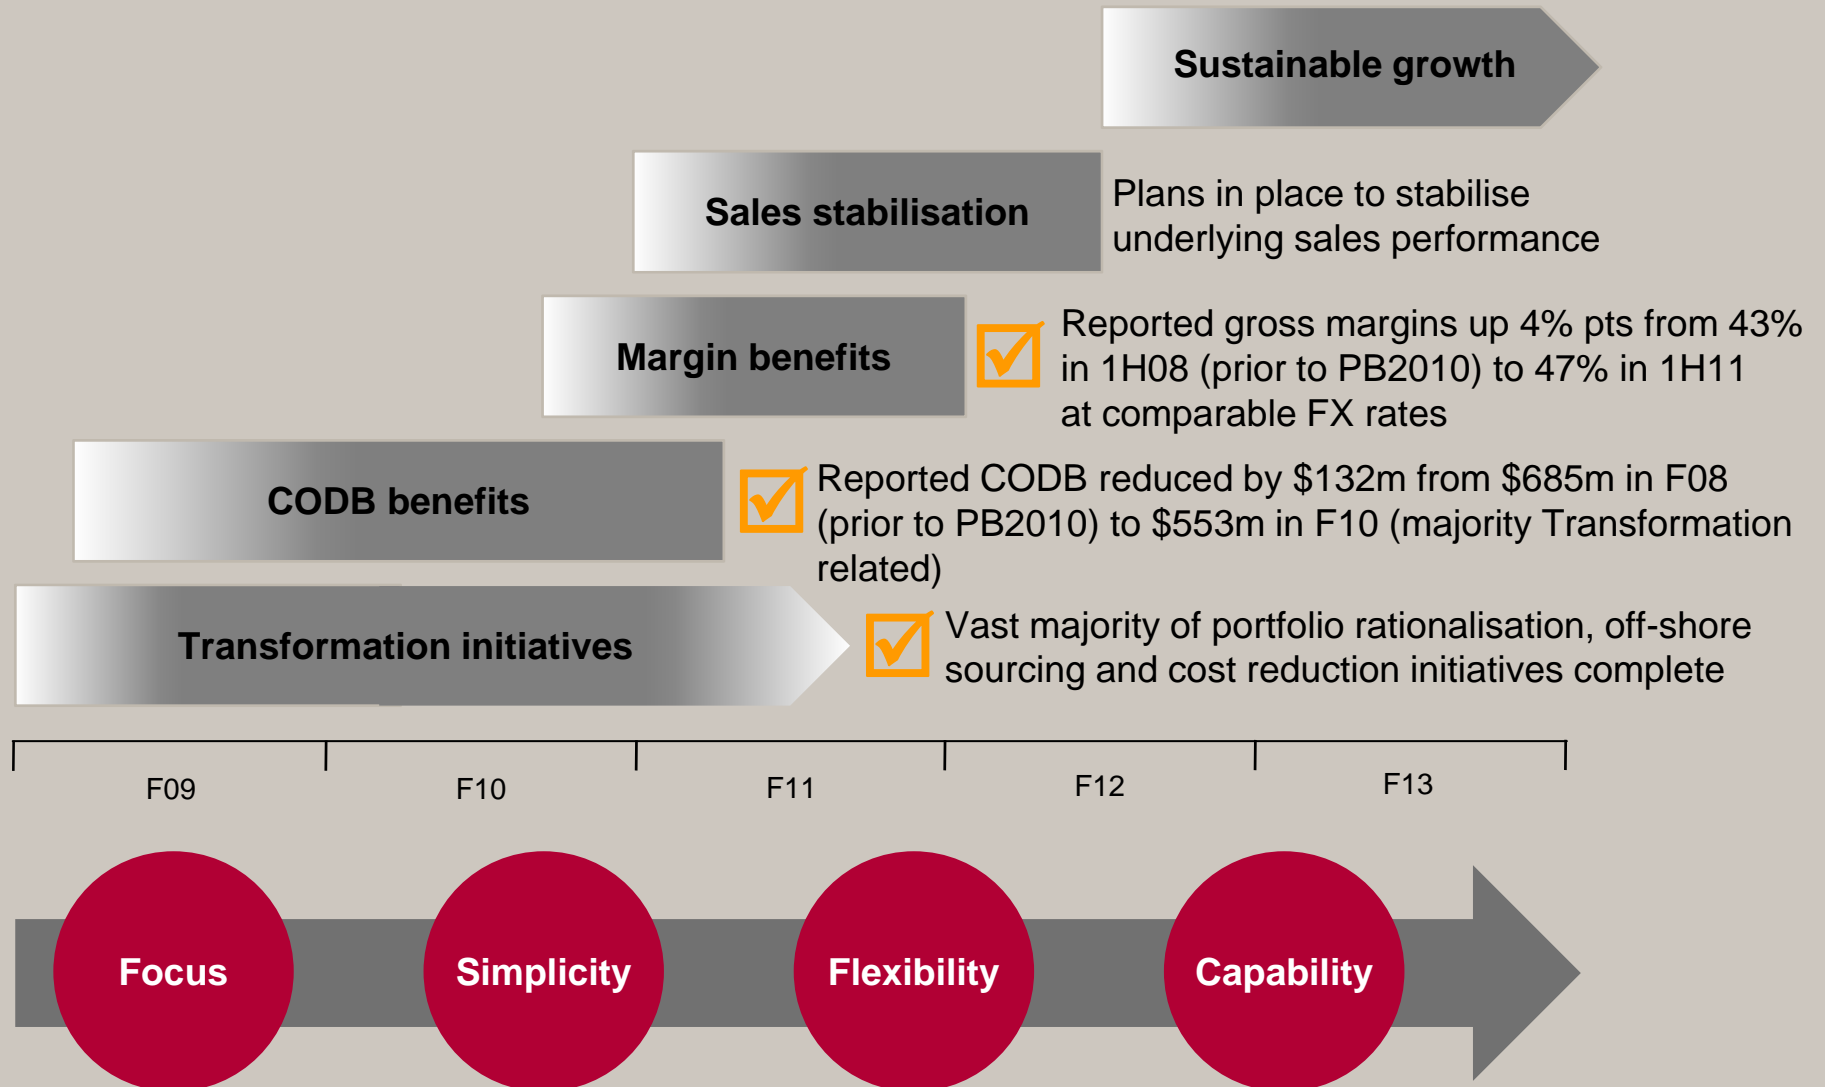 Sustainable growth
Sales stabilisation
Plans in place to stabilise
underlying sales performance
Margin benefits
Reported gross margins up 4% pts from 43%
in 1H08 (prior to PB2010) to 47% in 1H11
at comparable FX rates
CODB benefits
Reported CODB reduced by $132m from $685m in F08
(prior to PB2010) to $553m in F10 (majority Transformation
related)
Transformation initiatives
Vast majority of portfolio rationalisation, off-shore
sourcing and cost reduction initiatives complete
F09 F10 F11 F12 F13
Focus Simplicity Flexibility Capability